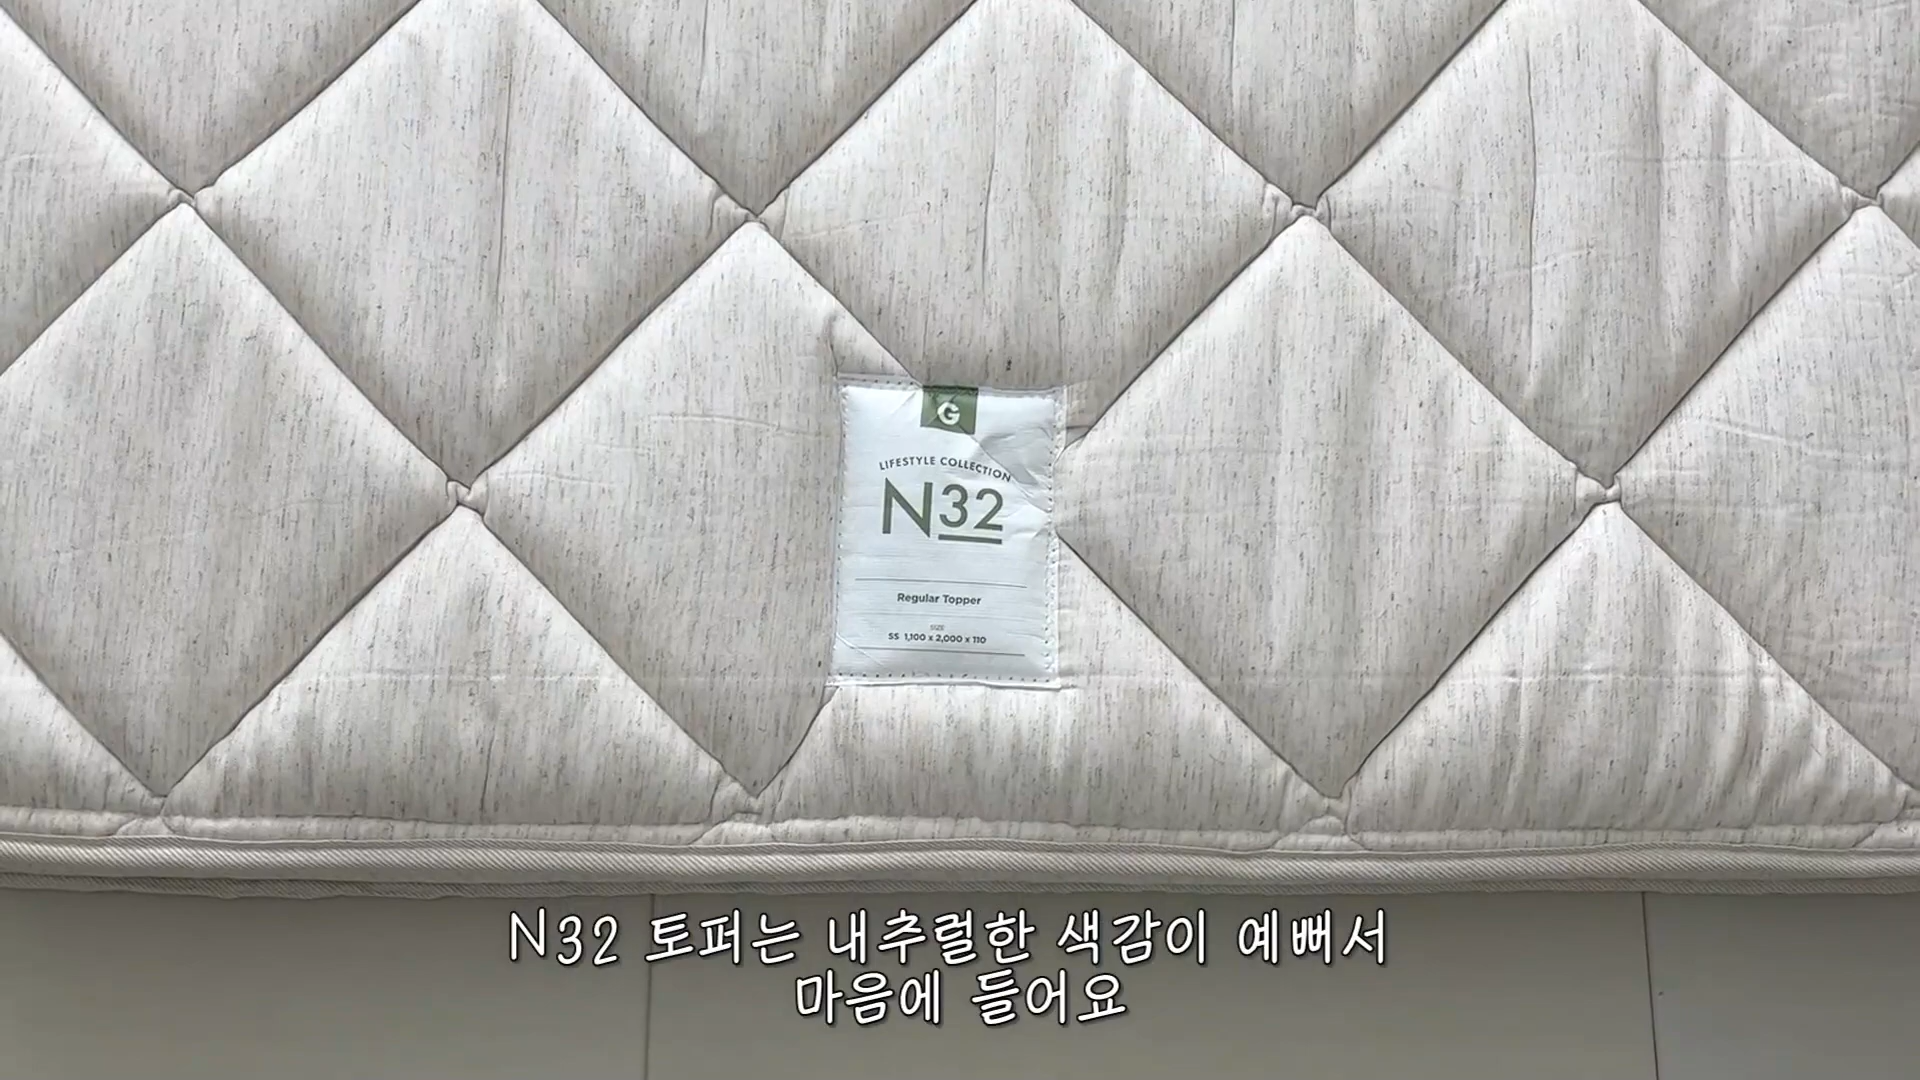 G
LIFESTYLE COLLECTION
N32
Regular Topper
SIZE
SS 1,100 x 2,000 x 110
N32 토퍼는 내추럴한 색감이 예뻐서
마음에 들어요